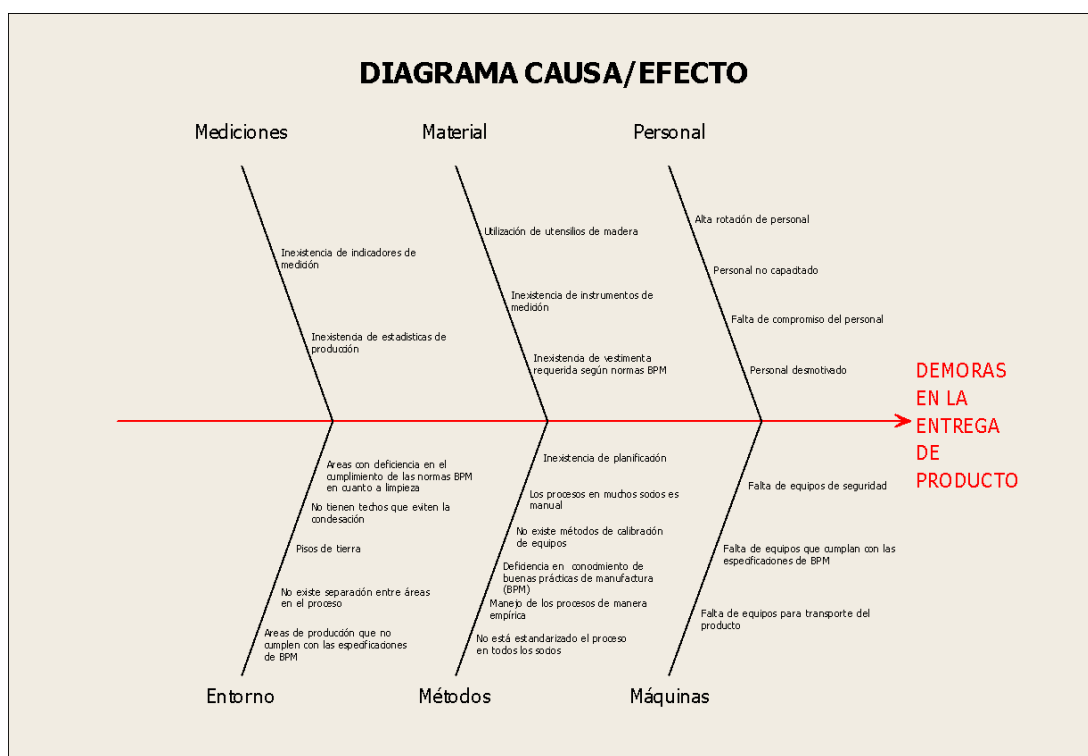 DIAGRAMA CAUSA/EFECTO
Mediciones
Material
Personal
Inexistencia de indicadores de
medición
Inexistencia de estadisticas de
producción
Utilización de utensilios de madera
Inexistencia de instrumentos de
medición
Inexistencia de vestimenta
requerida según normas BPM
Alta rotación de personal
Personal no capacitado
Falta de compromiso del personal
Personal desmotivado
DEMORAS
EN LA
ENTREGA
DE
PRODUCTO
Areas con deficiencia en el
cumplimiento de las normas BPM
en cuanto a limpieza
No tienen techos que eviten la
condesación
Pisos de tierra
No existe separación entre áreas
en el proceso
Areas de producción que no
cumplen con las especificaciones
de BPM
Inexistencia de planificación
Los procesos en muchos socios es
manual
No existe métodos de calibración
de equipos
Deficiencia en conocimiento de
buenas prácticas de manufactura
(BPM)
Manejo de los procesos de manera
empírica
No está estandarizado el proceso
en todos los socios
Falta de equipos de seguridad
Falta de equipos que cumplan con las
especificaciones de BPM
Falta de equipos para transporte del
producto
Entorno
Métodos
Máquinas